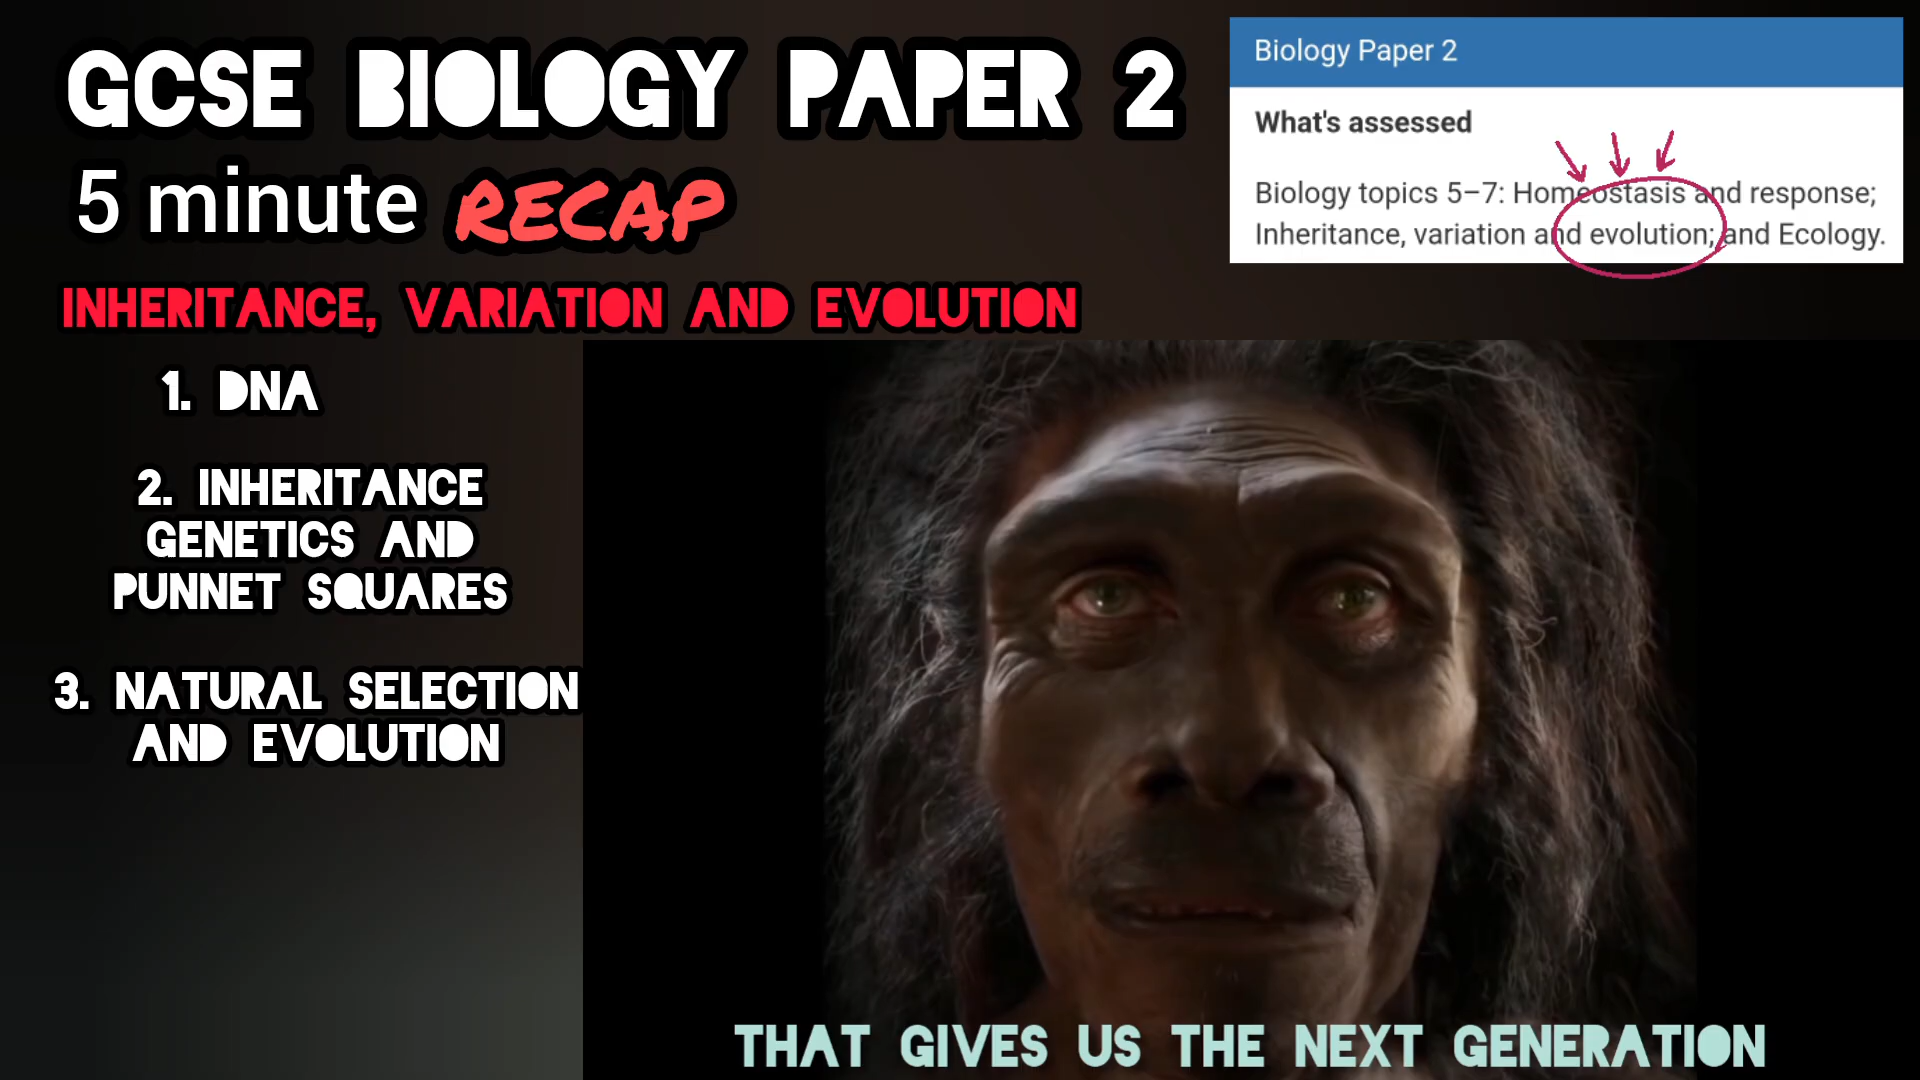 GCSE BIOLOGY PAPER 2
5 minute RECAP
INHERITANCE, VARIATION AND EVOLUTION
1. DNA
2. INHERITANCE
GENETICS AND
PUNNET SQUARES
3. NATURAL SELECTION
AND EVOLUTION
Biology Paper 2
What's assessed
Biology topics 5–7: Homeostasis and response;
Inheritance, variation and evolution; and Ecology.
THAT GIVES US THE NEXT GENERATION